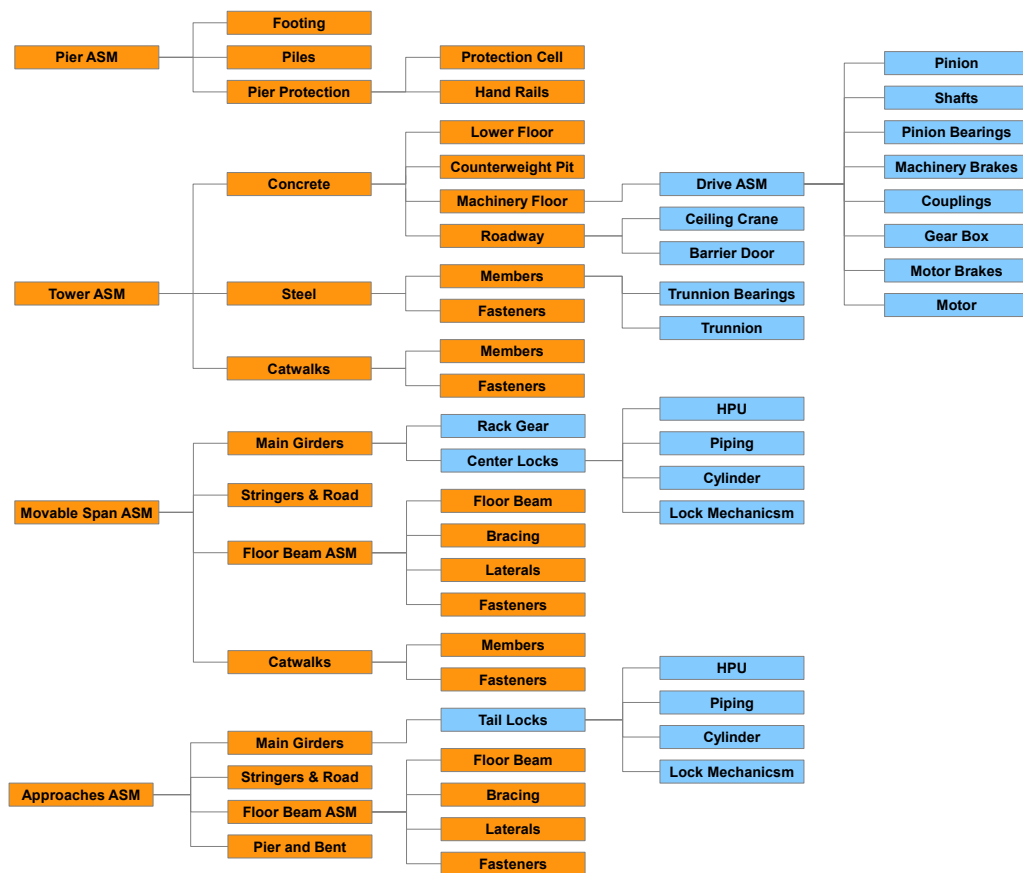 Pier ASM
Footing
Piles
Pier Protection
Protection Cell
Hand Rails
Tower ASM
Concrete
Lower Floor
Counterweight Pit
Machinery Floor
Drive ASM
Pinion
Shafts
Pinion Bearings
Machinery Brakes
Couplings
Gear Box
Motor Brakes
Motor
Roadway
Ceiling Crane
Barrier Door
Steel
Members
Trunnion Bearings
Trunnion
Fasteners
Catwalks
Members
Fasteners
Movable Span ASM
Main Girders
Rack Gear
Center Locks
HPU
Piping
Cylinder
Lock Mechanicsm
Stringers & Road
Floor Beam ASM
Floor Beam
Bracing
Laterals
Fasteners
Catwalks
Members
Fasteners
Approaches ASM
Main Girders
Tail Locks
HPU
Piping
Cylinder
Lock Mechanicsm
Stringers & Road
Floor Beam ASM
Floor Beam
Bracing
Laterals
Fasteners
Pier and Bent